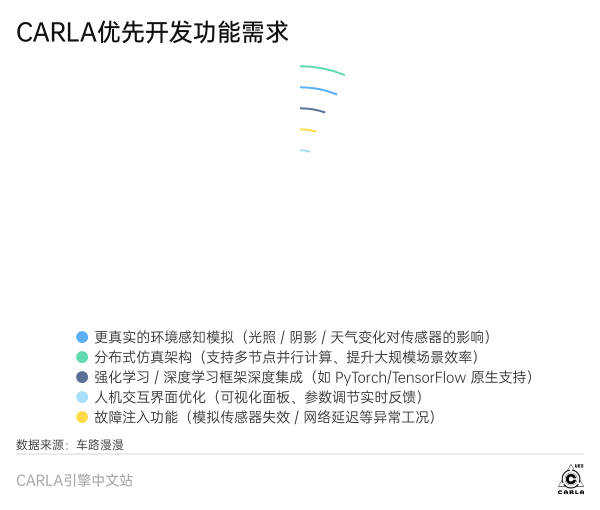 CARLA优先开发功能需求
更真实的环境感知模拟（光照 / 阴影 / 天气变化对传感器的影响）
分布式仿真架构（支持多节点并行计算、提升大规模场景效率）
强化学习 / 深度学习框架深度集成（如 PyTorch/TensorFlow 原生支持）
人机交互界面优化（可视化面板、参数调节实时反馈）
故障注入功能（模拟传感器失效 / 网络延迟等异常工况）
数据来源：车路漫漫
CARLA引擎中文站
UE5
CARLA